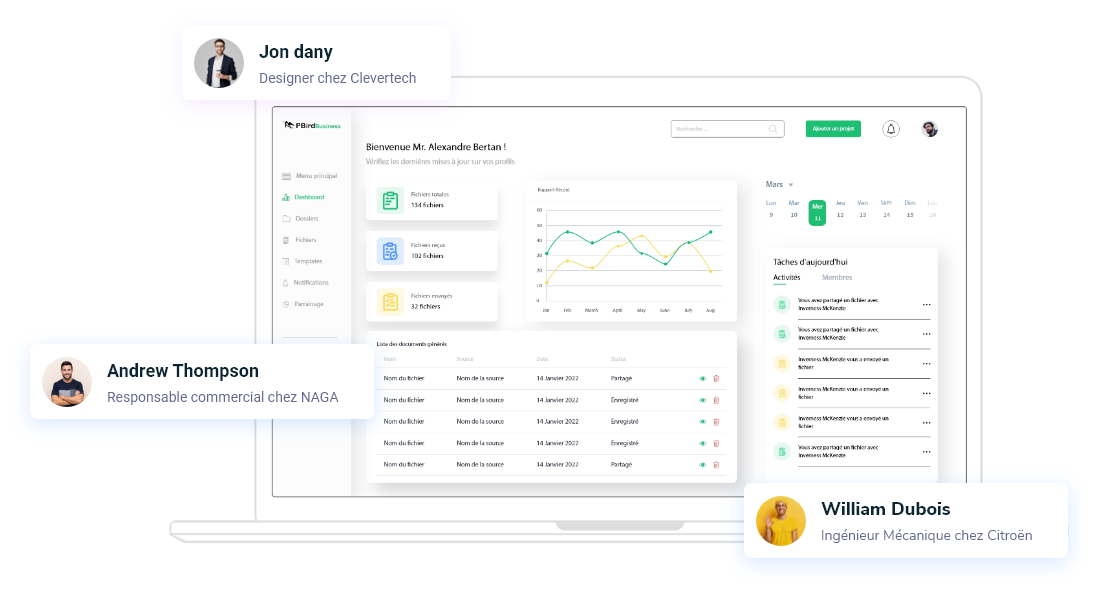 Jon dany
Designer chez Clevertech
PBirdBusiness
Recherche ...
Ajouter un projet
Bienvenue Mr. Alexandre Bertan !
Vérifiez les dernières mises à jour sur vos profils
Menu principal
Dashboard
Dossiers
Fichiers
Templates
Notifications
Parrainage
Fichiers totales
134 fichiers
Fichiers reçus
102 fichiers
Fichiers envoyés
32 fichiers
Rapport Récent
60
50
40
30
20
10
0
Jan Feb March April May June July Aug
Mars
Lun Mar Mer Jeu Ven Sam Dim Lun
9 10 11 12 13 14 15 16
Tâches d'aujourd'hui
Activités Membres
Vous avez partagé un fichier avec
Inverness McKenzie
Vous avez partagé un fichier avec
Inverness McKenzie
Inverness McKenzie vous a envoyé un
fichier
Inverness McKenzie vous a envoyé un
fichier
Inverness McKenzie vous a envoyé un
fichier
Vous avez partagé un fichier avec
Inverness McKenzie
Liste des documents générés
Nom Source Date Status
Nom du fichier Nom de la source 14 Janvier 2022 Partagé
Nom du fichier Nom de la source 14 Janvier 2022 Enregistré
Nom du fichier Nom de la source 14 Janvier 2022 Enregistré
Nom du fichier Nom de la source 14 Janvier 2022 Enregistré
Nom du fichier Nom de la source 14 Janvier 2022 Partagé
Andrew Thompson
Responsable commercial chez NAGA
William Dubois
Ingénieur Mécanique chez Citroën